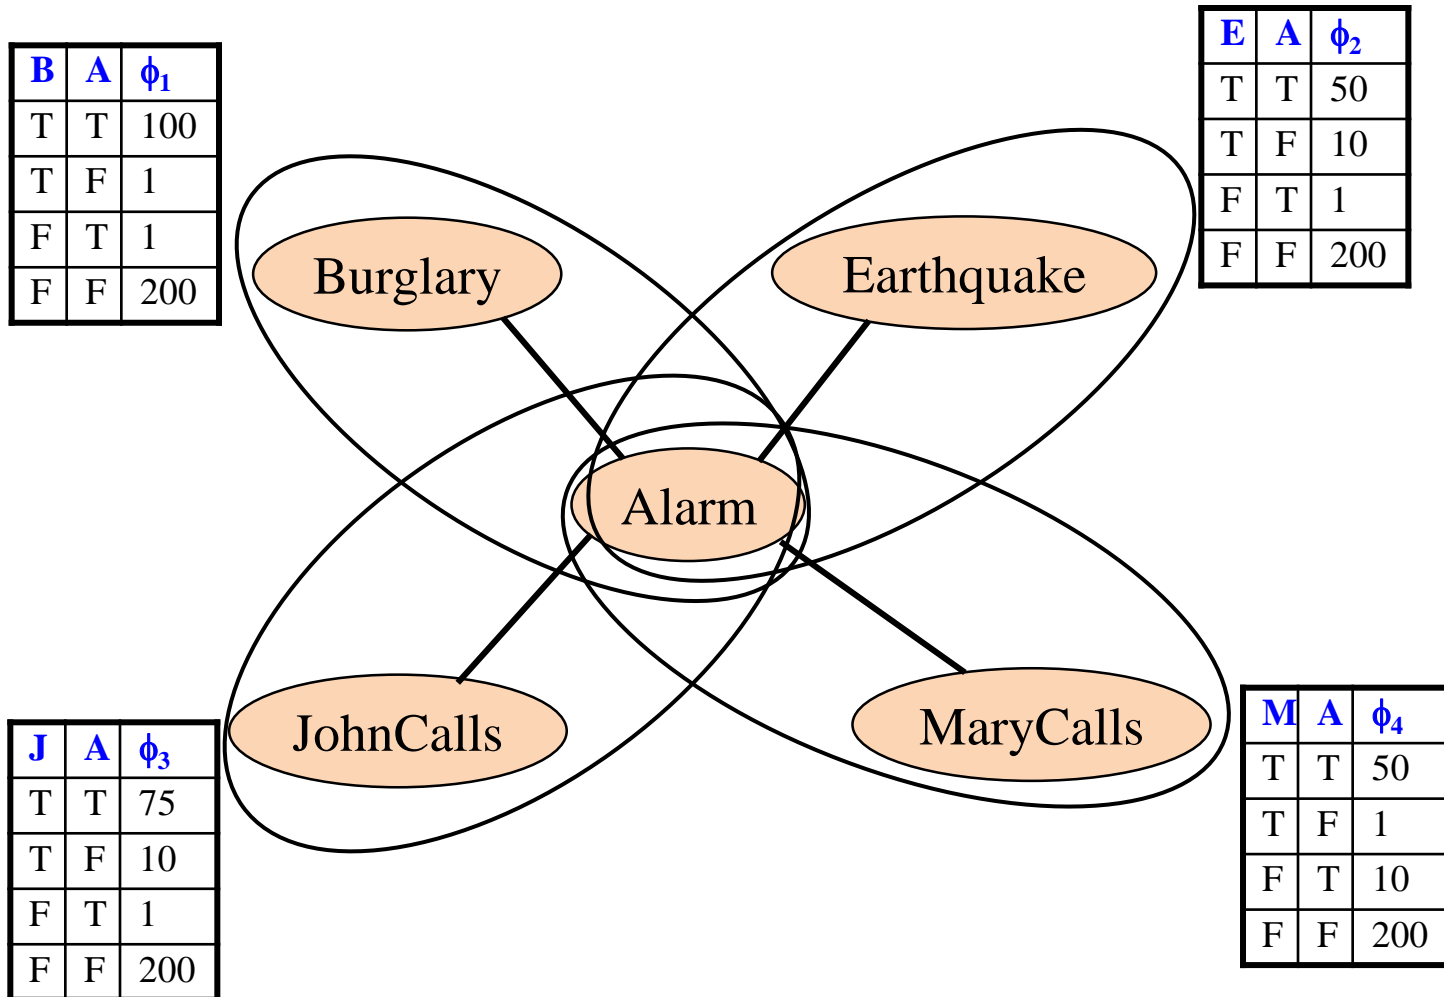 B A ϕ₁
T T 100
T F 1
F T 1
F F 200
E A ϕ₂
T T 50
T F 10
F T 1
F F 200
Burglary
Earthquake
Alarm
JohnCalls
MaryCalls
J A ϕ₃
T T 75
T F 10
F T 1
F F 200
M A ϕ₄
T T 50
T F 1
F T 10
F F 200